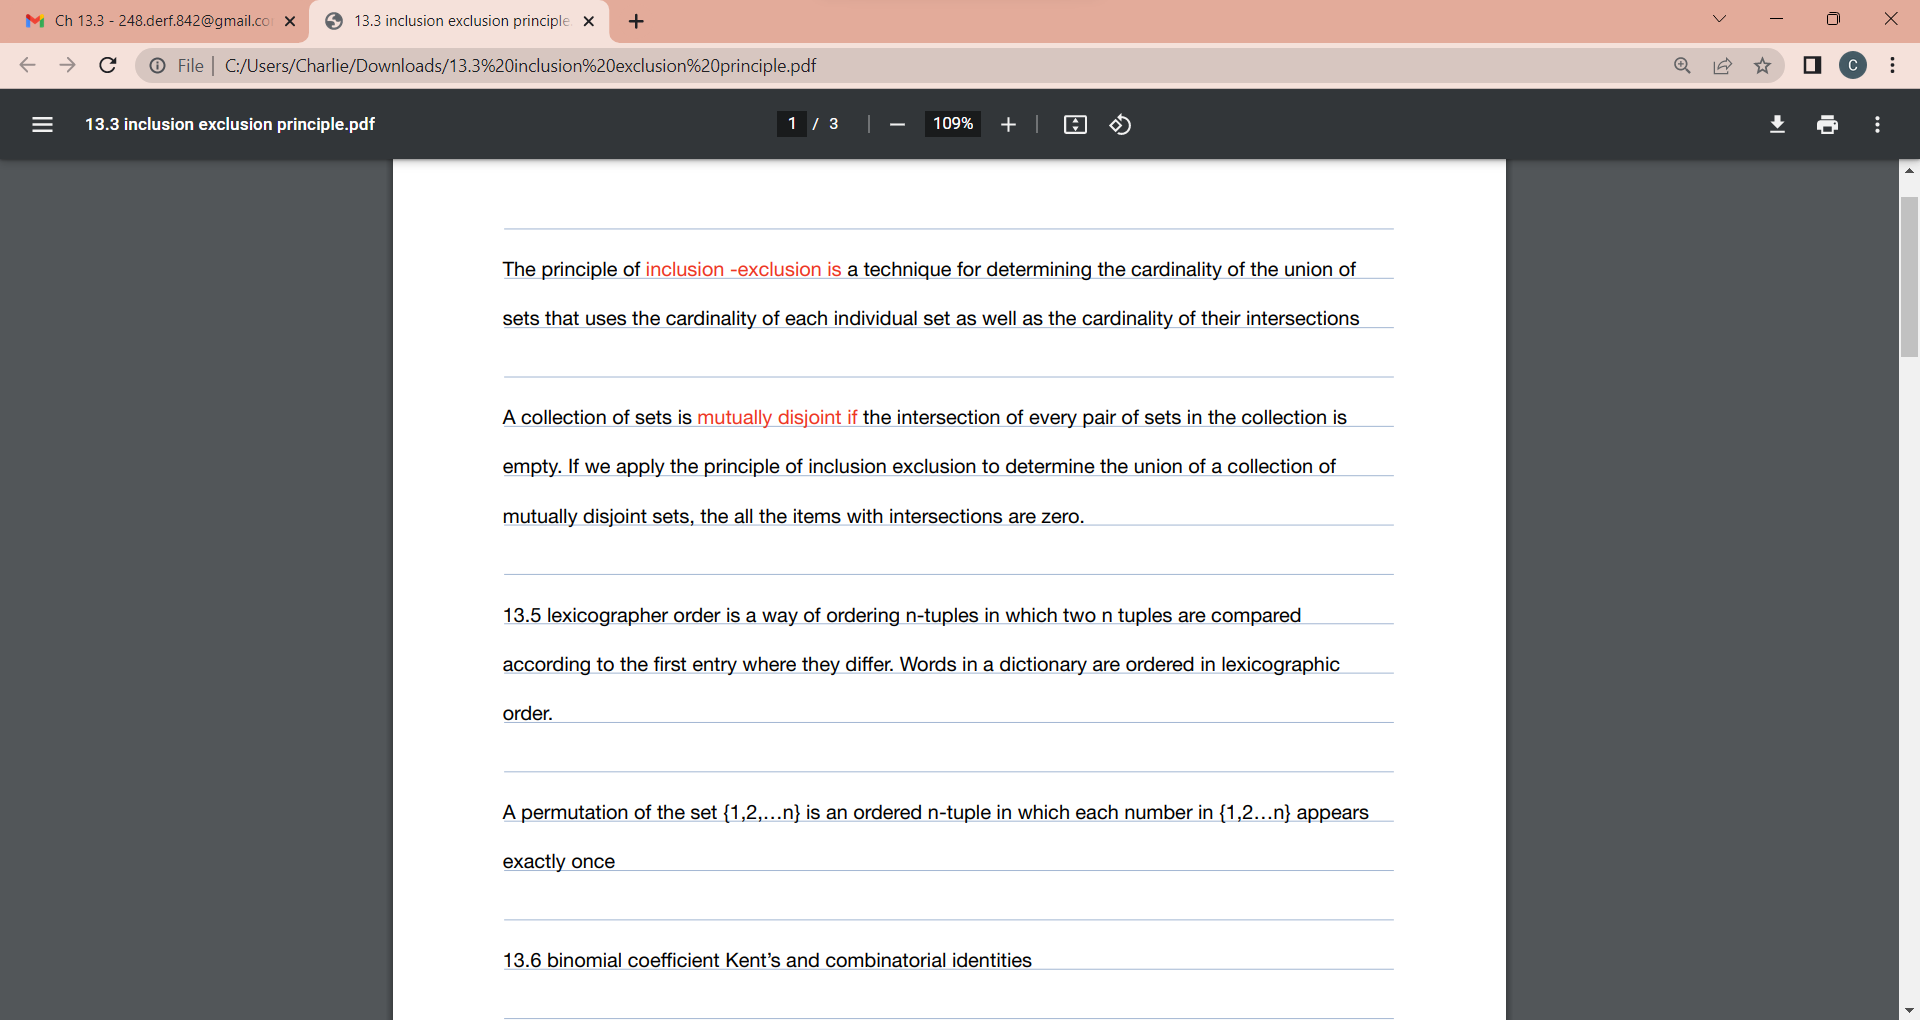 Ch 13.3 - 248.derf.842@gmail.co
13.3 inclusion exclusion principle
File
C:/Users/Charlie/Downloads/13.3%20inclusion%20exclusion%20principle.pdf
C
13.3 inclusion exclusion principle.pdf
1 / 3
109%
The principle of inclusion -exclusion is a technique for determining the cardinality of the union of
sets that uses the cardinality of each individual set as well as the cardinality of their intersections
A collection of sets is mutually disjoint if the intersection of every pair of sets in the collection is
empty. If we apply the principle of inclusion exclusion to determine the union of a collection of
mutually disjoint sets, the all the items with intersections are zero.
13.5 lexicographer order is a way of ordering n-tuples in which two n tuples are compared
according to the first entry where they differ. Words in a dictionary are ordered in lexicographic
order.
A permutation of the set {1,2,…n} is an ordered n-tuple in which each number in {1,2…n} appears
exactly once
13.6 binomial coefficient Kent’s and combinatorial identities